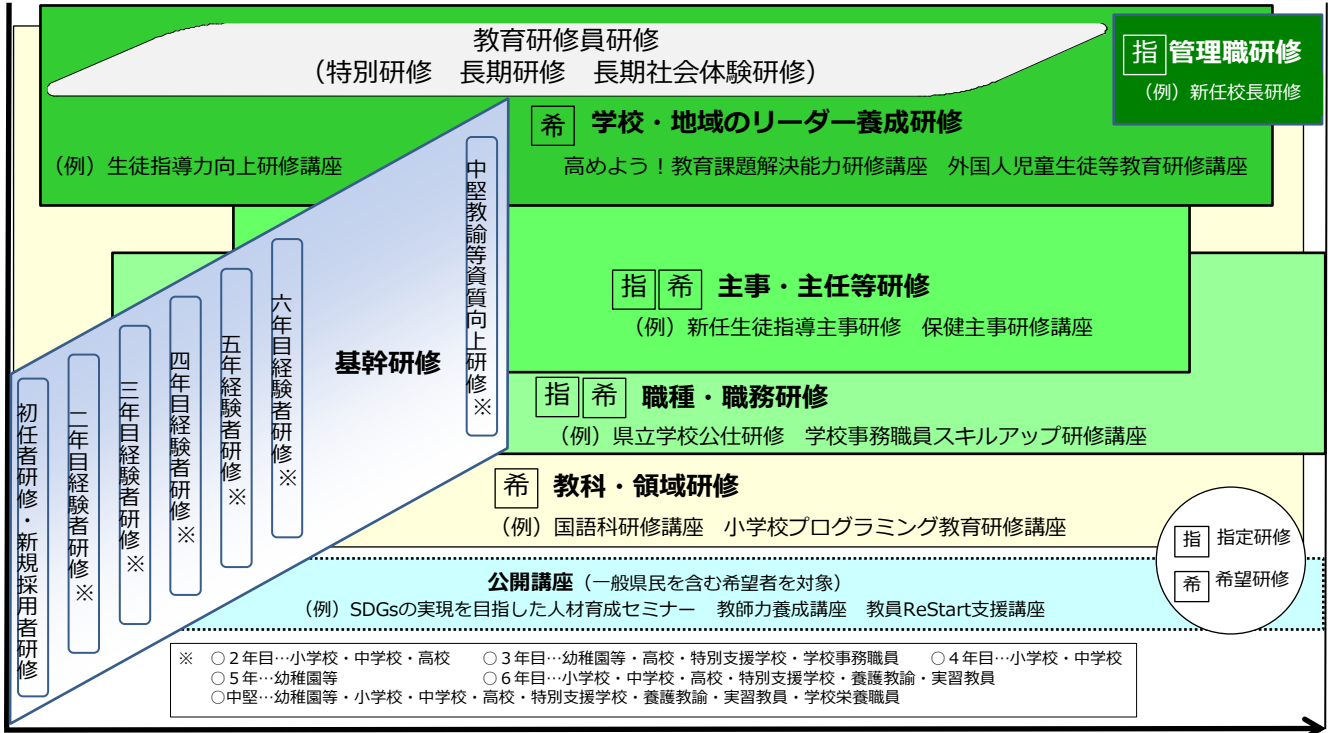 教育研修員研修
（特別研修　長期研修　長期社会体験研修）
指 管理職研修
（例）新任校長研修
希 学校・地域のリーダー養成研修
（例）生徒指導力向上研修講座
高めよう！教育課題解決能力研修講座　外国人児童生徒等教育研修講座
指 希 主事・主任等研修
（例）新任生徒指導主事研修　保健主事研修講座
指 希 職種・職務研修
（例）県立学校公仕研修　学校事務職員スキルアップ研修講座
希 教科・領域研修
（例）国語科研修講座　小学校プログラミング教育研修講座
基幹研修
初任者研修・新規採用者研修
二年目経験者研修※
三年目経験者研修※
四年目経験者研修※
五年経験者研修※
六年目経験者研修※
中堅教諭等資質向上研修※
公開講座（一般県民を含む希望者を対象）
（例）SDGsの実現を目指した人材育成セミナー　教師力養成講座　教員ReStart支援講座
指 指定研修
希 希望研修
※　○２年目…小学校・中学校・高校　○３年目…幼稚園等・高校・特別支援学校・学校事務職員　○４年目…小学校・中学校
○５年…幼稚園等　○６年目…小学校・中学校・高校・特別支援学校・養護教諭・実習教員
○中堅…幼稚園等・小学校・中学校・高校・特別支援学校・養護教諭・実習教員・学校栄養職員